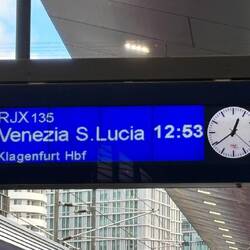 RJX 135
Venezia S.Lucia 12:53
Klagenfurt Hbf